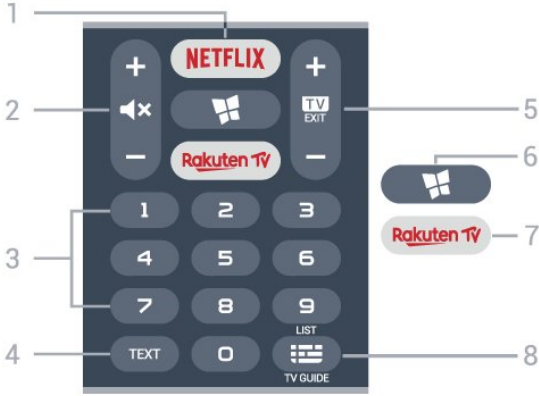 1
NETFLIX
+ +
2
TV
EXIT
5
- -
Rakuten TV
6
Rakuten TV
7
1 2 3
3
4 5 6
7 8 9
LIST
4
TEXT 0
8
TV GUIDE